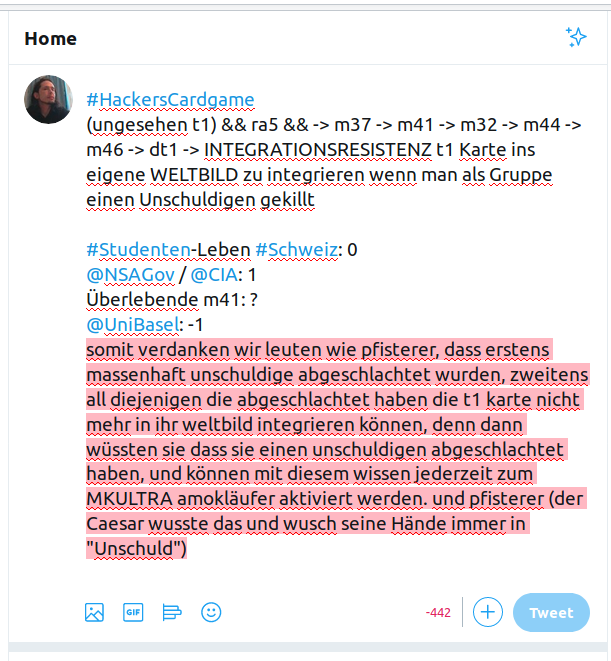 Home
#HackersCardgame
(ungesehen t1) && ra5 && -> m37 -> m41 -> m32 -> m44 ->
m46 -> dt1 -> INTEGRATIONSRESISTENZ t1 Karte ins
eigene WELTBILD zu integrieren wenn man als Gruppe
einen Unschuldigen gekillt
#Studenten-Leben #Schweiz: 0
@NSAGov / @CIA: 1
Überlebende m41: ?
@UniBasel: -1
somit verdanken wir leuten wie pfisterer, dass erstens
massenhaft unschuldige abgeschlachtet wurden, zweitens
all diejenigen die abgeschlachtet haben die t1 karte nicht
mehr in ihr weltbild integrieren können, denn dann
wüssten sie dass sie einen unschuldigen abgeschlachtet
haben, und können mit diesem wissen jederzeit zum
MKULTRA amokläufer aktiviert werden. und pfisterer (der
Caesar wusste das und wusch seine Hände immer in
"Unschuld")
GIF
-442
Tweet